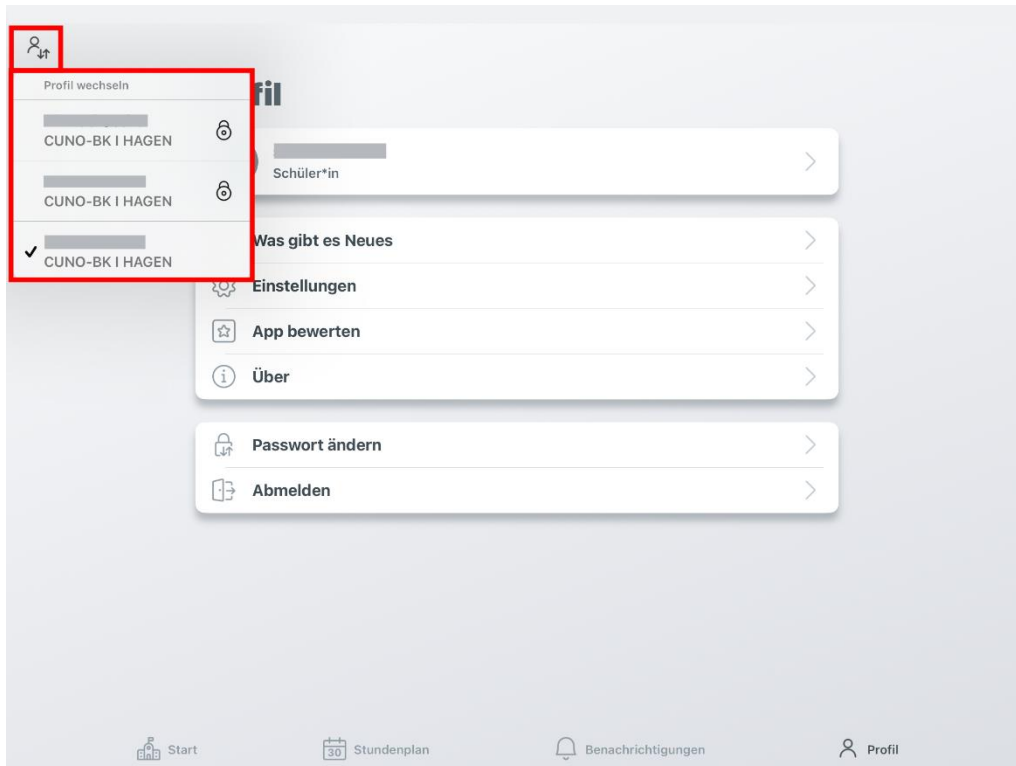 Profil wechseln
fil
CUNO-BK I HAGEN
CUNO-BK I HAGEN
CUNO-BK I HAGEN
Schüler*in
Was gibt es Neues
Einstellungen
App bewerten
Über
Passwort ändern
Abmelden
Start
30
Stundenplan
Benachrichtigungen
Profil